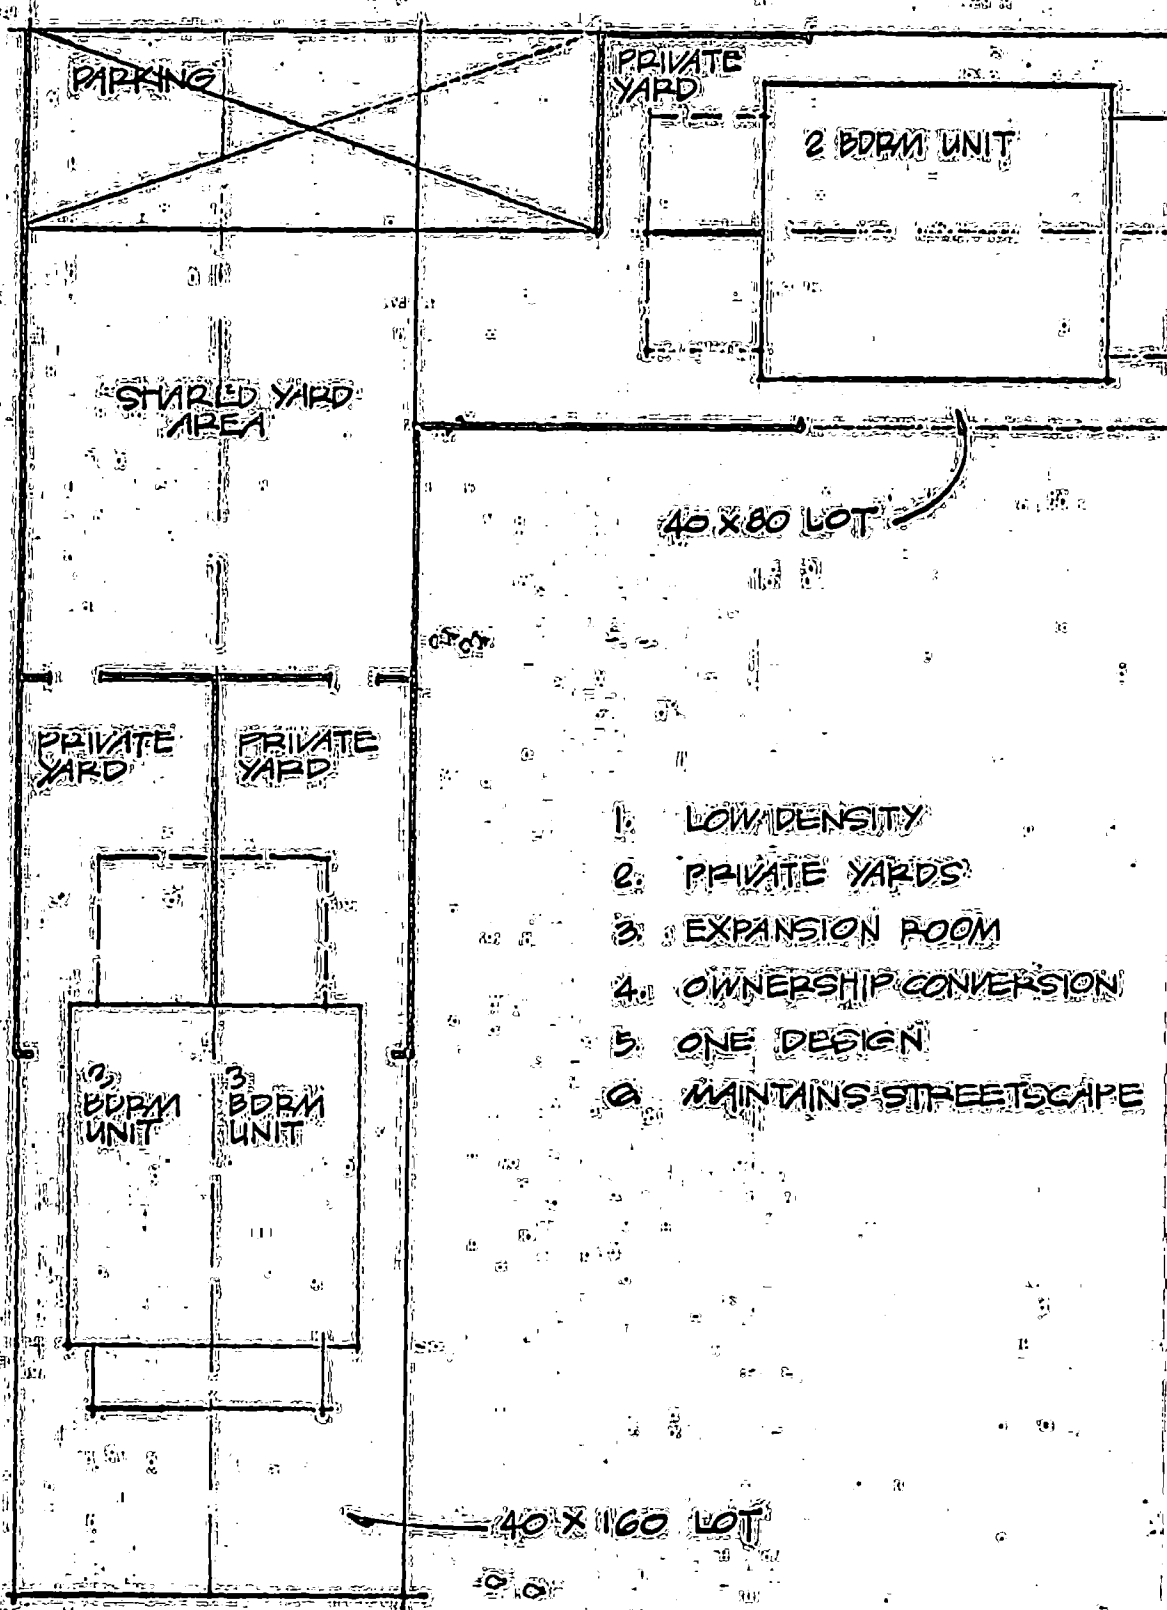 PARKING
PRIVATE
YARD
2 BDRM UNIT
SHARED YARD
AREA
40 X 80 LOT
PRIVATE
YARD
PRIVATE
YARD
1. LOW DENSITY
2. PRIVATE YARDS
3. EXPANSION ROOM
4. OWNERSHIP CONVERSION
5. ONE DESIGN
6 MAINTAINS STREETSCAPE
3
BDRM
UNIT
3
BDRM
UNIT
40 X 160 LOT